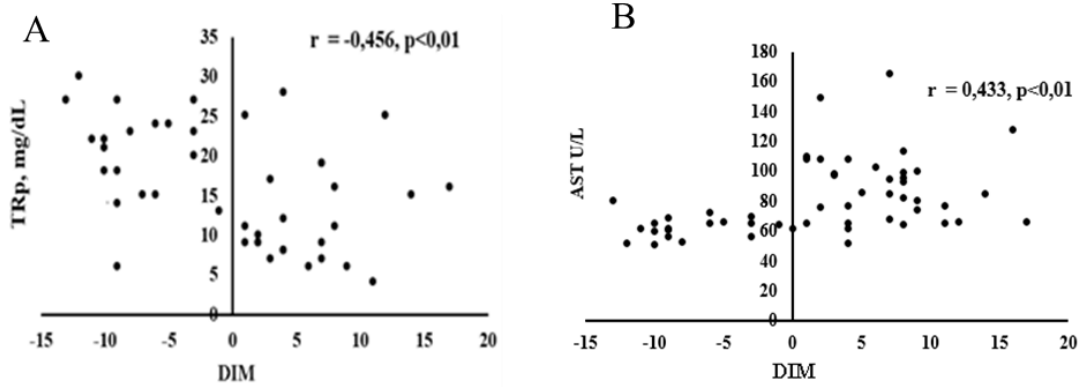 A
r = -0,456, p<0,01
TRp, mg/dL
35
30
25
20
15
10
5
0
-15 -10 -5 0 5 10 15 20
DIM
B
r = 0,433, p<0,01
AST U/L
180
160
140
120
100
80
60
40
20
0
-15 -10 -5 0 5 10 15 20
DIM